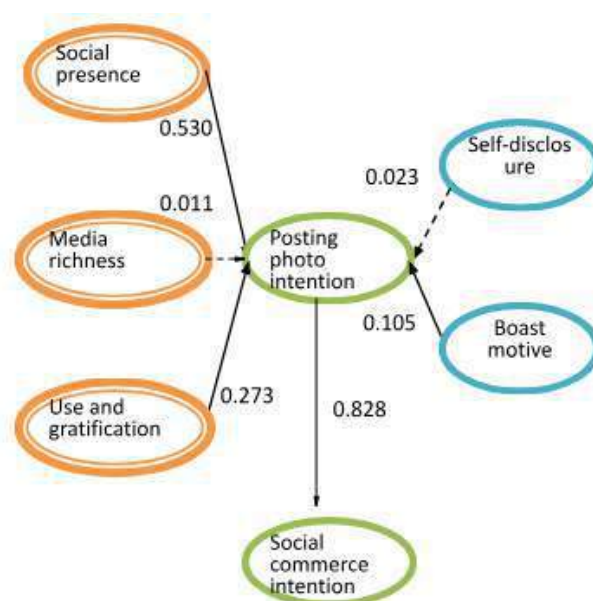 Social
presence
0.530
Self-disclos
ure
0.023
0.011
Media
richness
Posting
photo
intention
0.105
Boast
motive
Use and
gratification
0.273
0.828
Social
commerce
intention